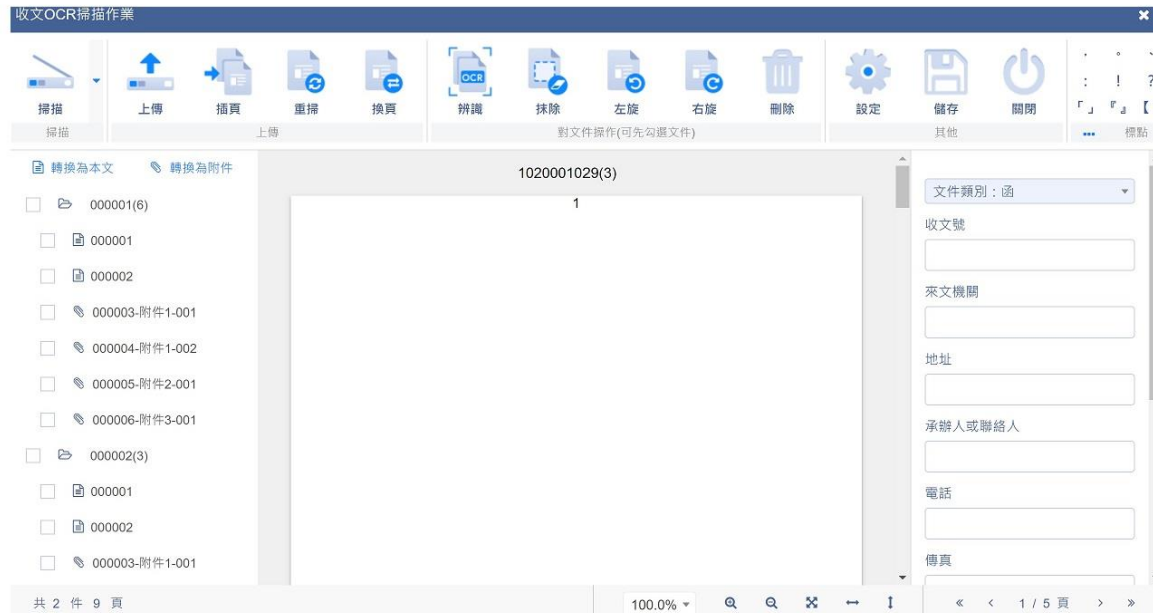 收文OCR掃描作業
掃描 上傳 插頁 重掃 換頁 OCR 辨識 抹除 左旋 右旋 刪除 設定 儲存 關閉
. 。 、
: ! ?
「」 『』 【
掃描 上傳 對文件操作(可先勾選文件) 其他 ... 標點
轉換為本文 轉換為附件
000001(6)
000001
000002
000003-附件1-001
000004-附件1-002
000005-附件2-001
000006-附件3-001
000002(3)
000001
000002
000003-附件1-001
1020001029(3)
1
文件類別：函
收文號
來文機關
地址
承辦人或聯絡人
電話
傳真
共 2 件 9 頁
100.0%
« < 1 / 5 頁 > »